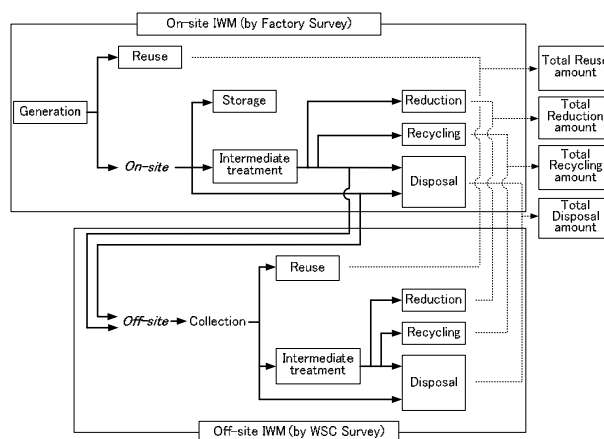 On-site IWM (by Factory Survey)
Reuse
Total Reuse
amount
Generation
Storage
Reduction
Total
Reduction
amount
Recycling
On-site
Intermediate
treatment
Disposal
Total
Recycling
amount
Total
Disposal
amount
Reuse
Off-site
Collection
Reduction
Recycling
Intermediate
treatment
Disposal
Off-site IWM (by WSC Survey)